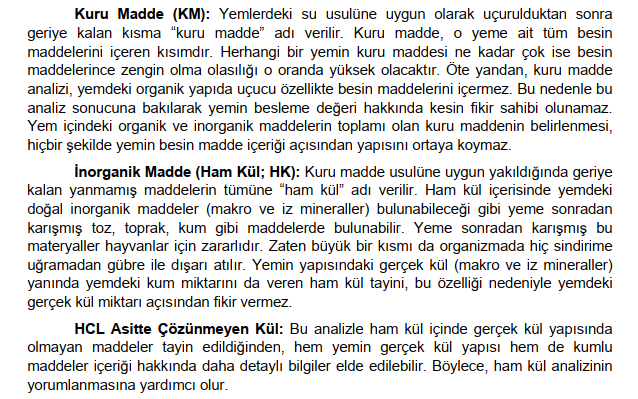 Kuru Madde (KM): Yemlerdeki su usulüne uygun olarak uçurulduktan sonra
geriye kalan kısma “kuru madde” adı verilir. Kuru madde, o yeme ait tüm besin
maddelerini içeren kısımdır. Herhangi bir yemin kuru maddesi ne kadar çok ise besin
maddelerince zengin olma olasılığı o oranda yüksek olacaktır. Öte yandan, kuru madde
analizi, yemdeki organik yapıda uçucu özellikte besin maddelerini içermez. Bu nedenle bu
analiz sonucuna bakılarak yemin besleme değeri hakkında kesin fikir sahibi olunamaz.
Yem içindeki organik ve inorganik maddelerin toplamı olan kuru maddenin belirlenmesi,
hiçbir şekilde yemin besin madde içeriği açısından yapısını ortaya koymaz.
İnorganik Madde (Ham Kül; HK): Kuru madde usulüne uygun yakıldığında geriye
kalan yanmamış maddelerin tümüne “ham kül” adı verilir. Ham kül içerisinde yemdeki
doğal inorganik maddeler (makro ve iz mineraller) bulunabileceği gibi yeme sonradan
karışmış toz, toprak, kum gibi maddelerde bulunabilir. Yeme sonradan karışmış bu
materyaller hayvanlar için zararlıdır. Zaten büyük bir kısmı da organizmada hiç sindirime
uğramadan gübre ile dışarı atılır. Yemin yapısındaki gerçek kül (makro ve iz mineraller)
yanında yemdeki kum miktarını da veren ham kül tayini, bu özelliği nedeniyle yemdeki
gerçek kül miktarı açısından fikir vermez.
HCL Asitte Çözünmeyen Kül: Bu analizle ham kül içinde gerçek kül yapısında
olmayan maddeler tayin edildiğinden, hem yemin gerçek kül yapısı hem de kumlu
maddeler içeriği hakkında daha detaylı bilgiler elde edilebilir. Böylece, ham kül analizinin
yorumlanmasına yardımcı olur.